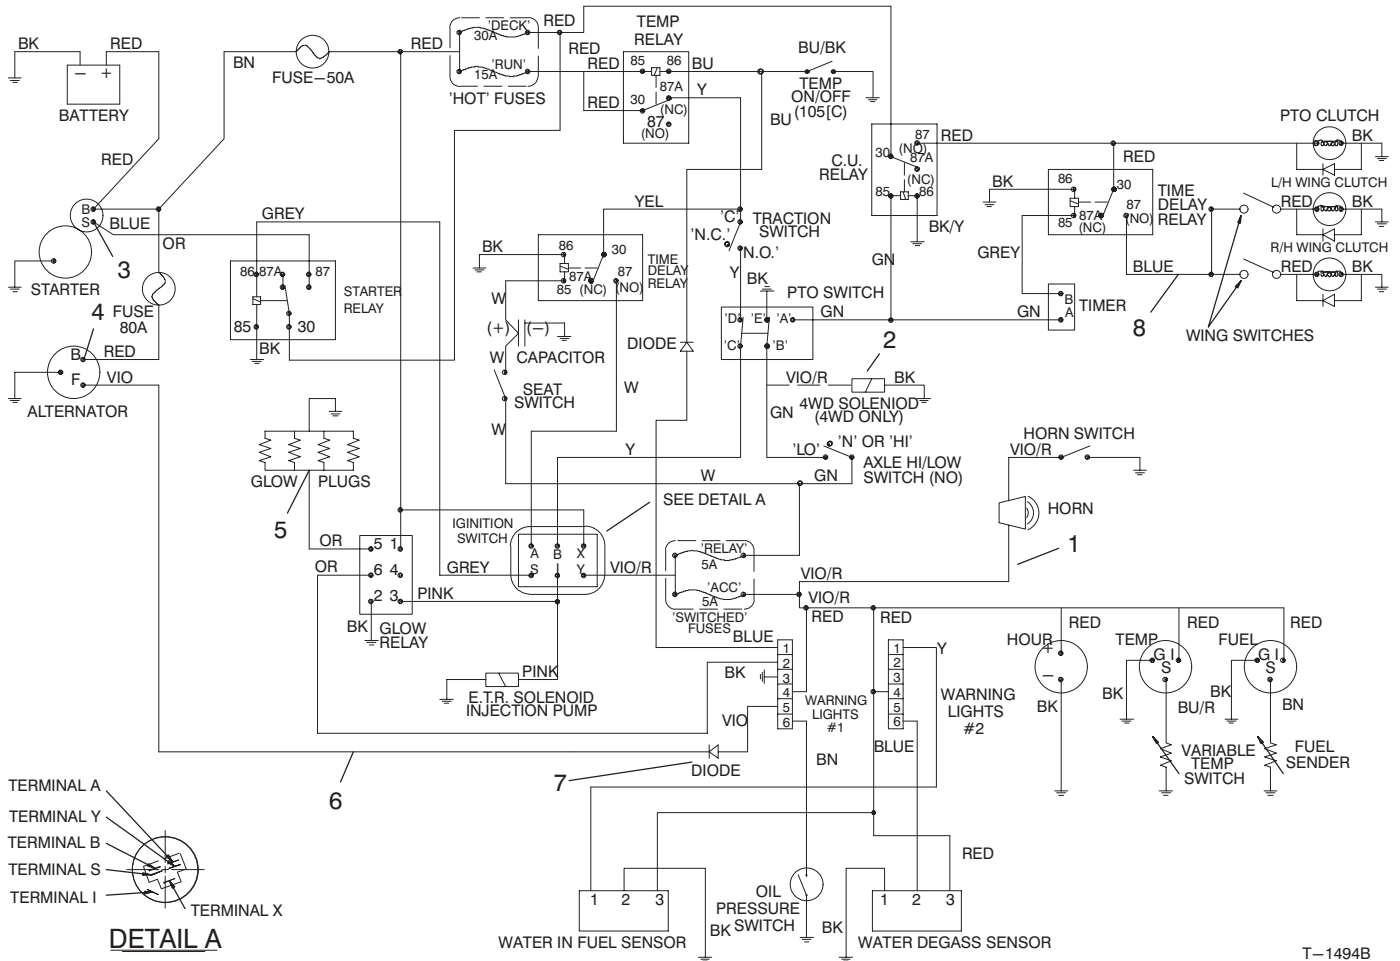 BK
RED
− +
BATTERY
RED
BN
FUSE−50A
RED
'DECK'
30A
'RUN'
15A
'HOT' FUSES
RED
RED
RED
RED
TEMP
RELAY
85
86
BU
87A
30
(NC)
87
(NO)
Y
BU/BK
TEMP
ON/OFF
(105[C)
BU
C.U.
RELAY
87
(NO)
30
87A
(NC)
85
86
RED
BK/Y
GN
PTO CLUTCH
BK
L/H WING CLUTCH
RED
BK
R/H WING CLUTCH
RED
BK
RED
BK
86
30
TIME
DELAY
RELAY
85
87A
(NC)
87
(NO)
GREY
BLUE
8
WING SWITCHES
B
A
TIMER
GN
B
S
BLUE
OR
3
STARTER
GREY
86
87A
87
85
30
STARTER
RELAY
BK
FUSE
80A
4
B
RED
F
VIO
ALTERNATOR
YEL
'C'
'N.C.'
'N.O.'
TRACTION
SWITCH
Y
BK
86
30
TIME
DELAY
RELAY
85
87A
(NC)
87
(NO)
W
(+)
(−)
CAPACITOR
W
SEAT
SWITCH
W
W
BK
PTO SWITCH
'D'
'E'
'A'
'C'
'B'
GN
DIODE
2
VIO/R
BK
4WD SOLENIOD
(4WD ONLY)
GN
'LO'
'N' OR 'HI'
AXLE HI/LOW
SWITCH (NO)
Y
W
GN
HORN SWITCH
VIO/R
HORN
1
GLOW
PLUGS
5
OR
OR
5 1
6 4
2 3
BK
GLOW
RELAY
PINK
GREY
IGNITION
SWITCH
SEE DETAIL A
A B X
S I Y
VIO/R
'RELAY'
5A
'ACC'
5A
'SWITCHED'
FUSES
VIO/R
VIO/R
PINK
E.T.R. SOLENOID
INJECTION PUMP
BLUE
RED
RED
RED
BK
1
2
3
4
5
6
WARNING
LIGHTS
#1
VIO
BN
1
2
3
4
5
6
Y
WARNING
LIGHTS
#2
BLUE
HOUR
+
−
RED
BK
TEMP
G I
S
RED
BK
BU/R
VARIABLE
TEMP
SWITCH
FUEL
G I
S
RED
BK
BN
FUEL
SENDER
6
7
DIODE
TERMINAL A
TERMINAL Y
TERMINAL B
TERMINAL S
TERMINAL I
TERMINAL X
DETAIL A
1 2 3
WATER IN FUEL SENSOR
BK
OIL
PRESSURE
SWITCH
BK
1 2 3
WATER DEGASS SENSOR
RED
T−1494B